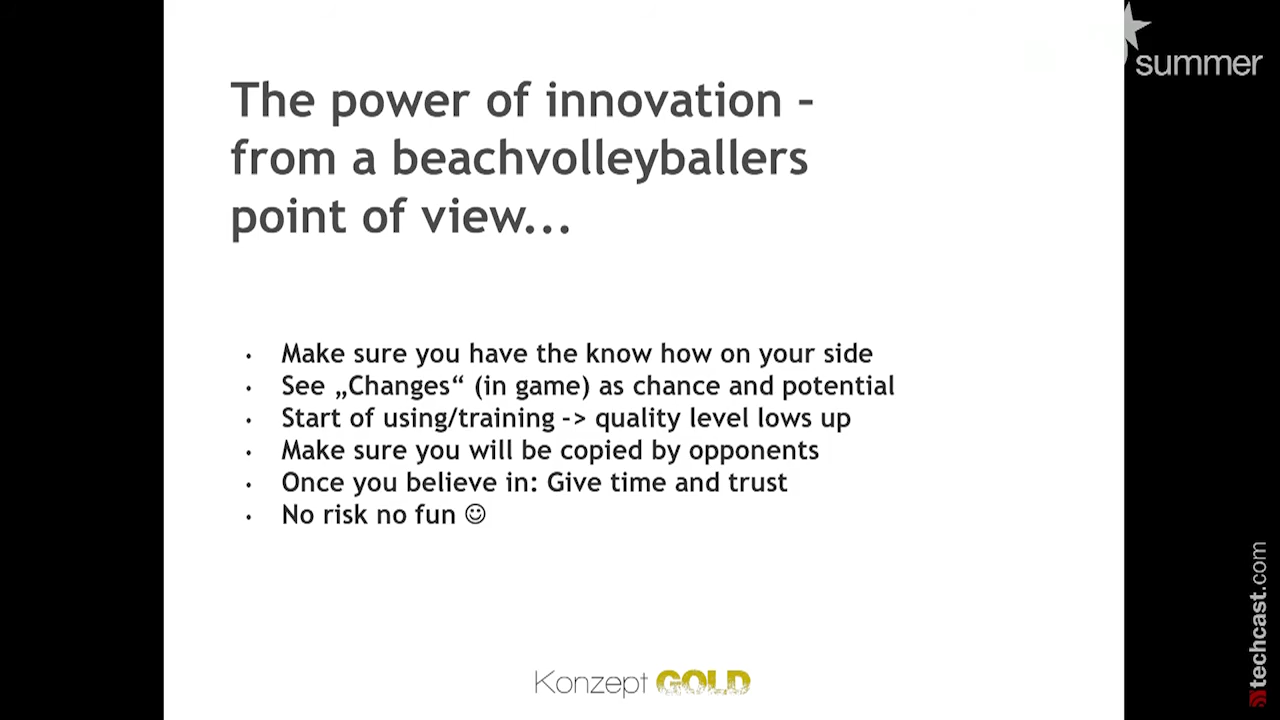 summer
The power of innovation –
from a beachvolleyballers
point of view...
• Make sure you have the know how on your side
• See „Changes“ (in game) as chance and potential
• Start of using/training -> quality level lows up
• Make sure you will be copied by opponents
• Once you believe in: Give time and trust
• No risk no fun ☺
Konzept GOLD
techcast.com